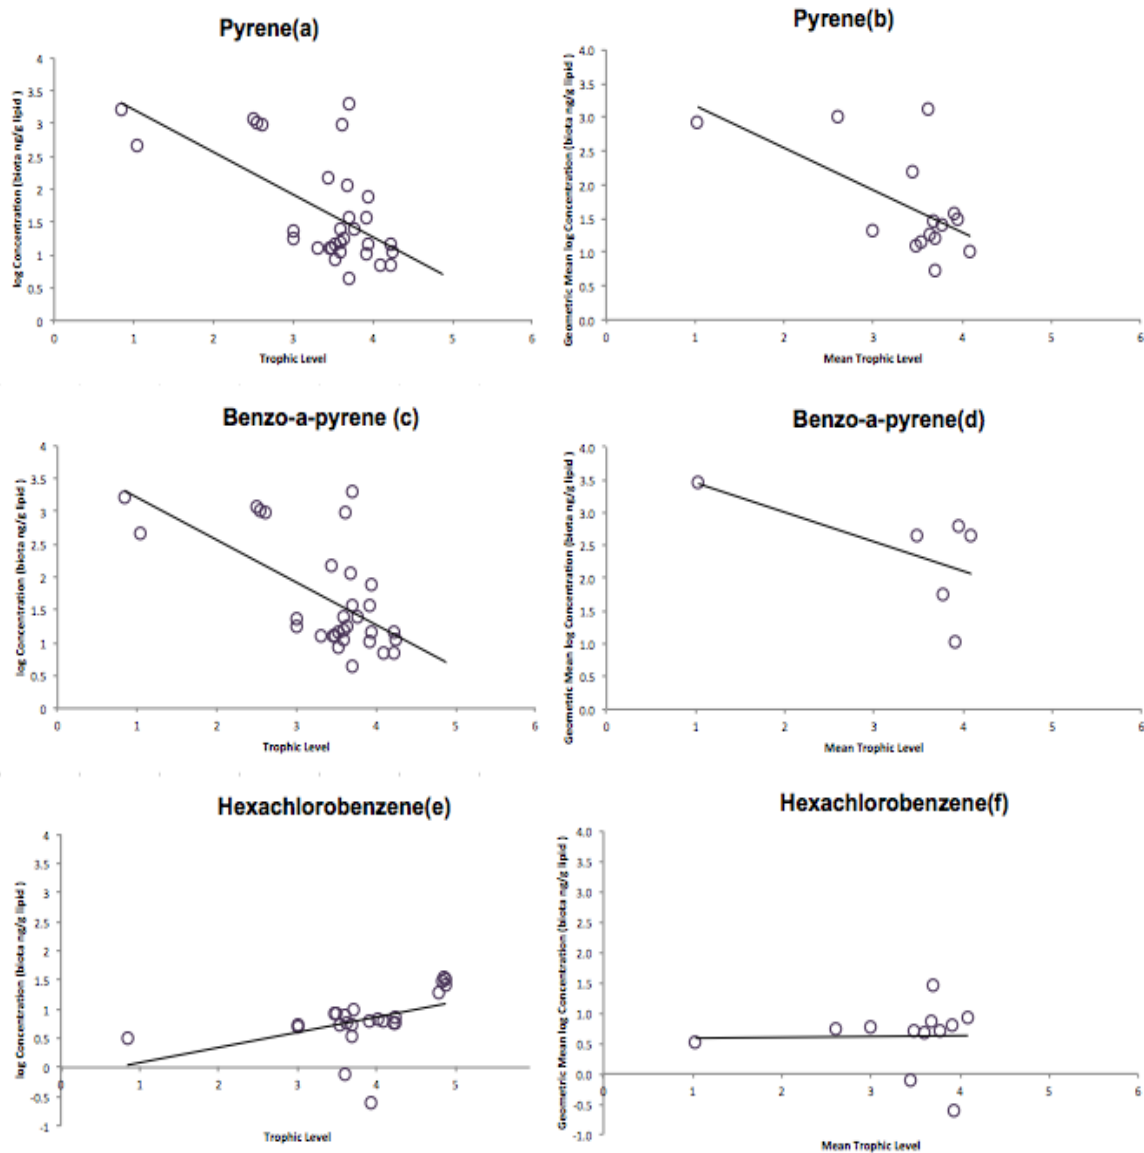 Pyrene(a)
log Concentration (biota ng/g lipid )
4
3.5
3
2.5
2
1.5
1
0.5
0
0 1 2 3 4 5 6
Trophic Level
Pyrene(b)
Geometric Mean log Concentration (biota ng/g lipid )
4.0
3.5
3.0
2.5
2.0
1.5
1.0
0.5
0.0
0 1 2 3 4 5 6
Mean Trophic Level
Benzo-a-pyrene (c)
log Concentration (biota ng/g lipid )
4
3.5
3
2.5
2
1.5
1
0.5
0
0 1 2 3 4 5 6
Trophic Level
Benzo-a-pyrene(d)
Geometric Mean log Concentration (biota ng/g lipid )
4.0
3.5
3.0
2.5
2.0
1.5
1.0
0.5
0.0
0 1 2 3 4 5 6
Mean Trophic Level
Hexachlorobenzene(e)
log Concentration (biota ng/g lipid )
4
3.5
3
2.5
2
1.5
1
0.5
0
-0.5
-1
0 1 2 3 4 5
Trophic Level
Hexachlorobenzene(f)
Geometric Mean log Concentration (biota ng/g lipid )
4.0
3.5
3.0
2.5
2.0
1.5
1.0
0.5
0.0
-0.5
-1.0
0 1 2 3 4 5 6
Mean Trophic Level